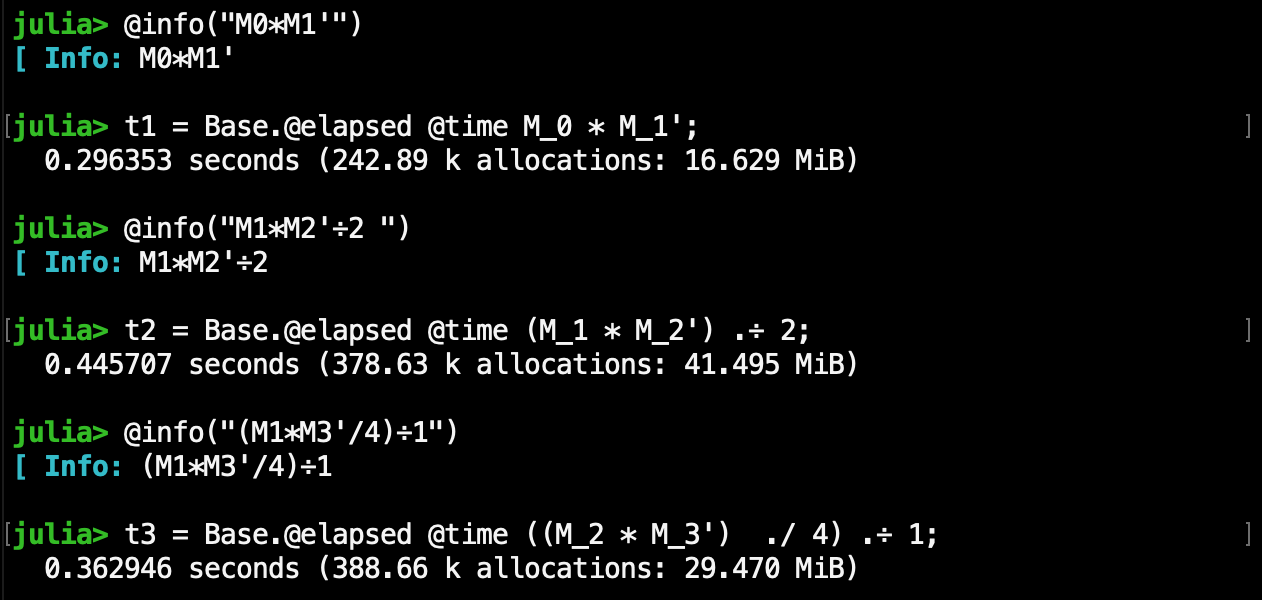 julia> @info("M0*M1'")
[ Info: M0*M1'
julia> t1 = Base.@elapsed @time M_0 * M_1';
0.296353 seconds (242.89 k allocations: 16.629 MiB)
julia> @info("M1*M2'÷2 ")
[ Info: M1*M2'÷2
julia> t2 = Base.@elapsed @time (M_1 * M_2') .÷ 2;
0.445707 seconds (378.63 k allocations: 41.495 MiB)
julia> @info("(M1*M3'/4)÷1")
[ Info: (M1*M3'/4)÷1
julia> t3 = Base.@elapsed @time ((M_2 * M_3')  ./ 4) .÷ 1;
0.362946 seconds (388.66 k allocations: 29.470 MiB)